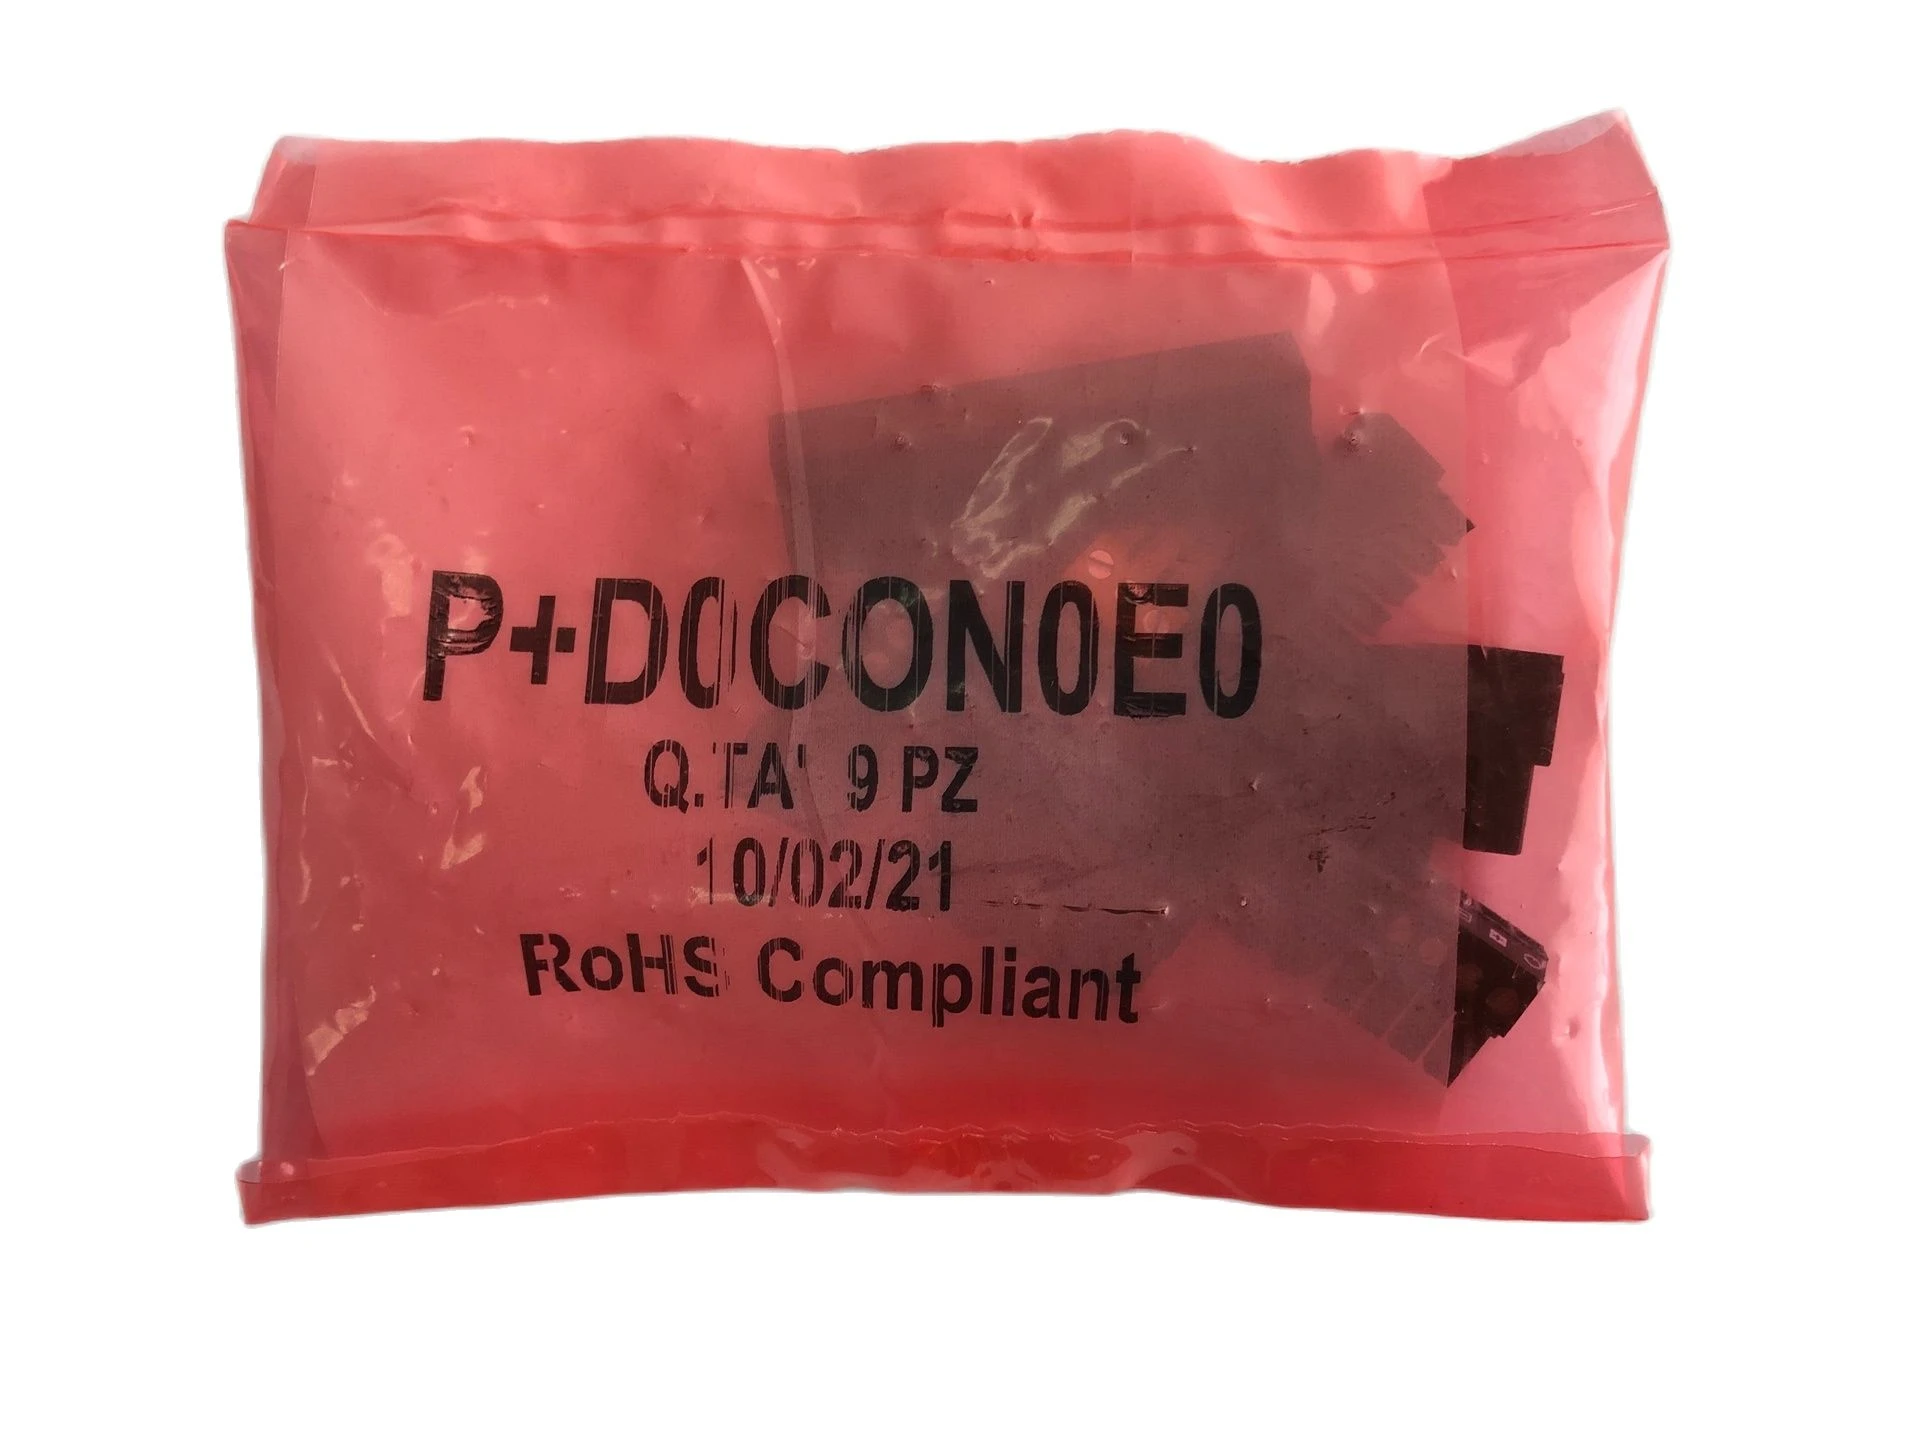 P+D0CON0E0
Q.TA' 9 PZ
10/02/21
RoHS Compliant